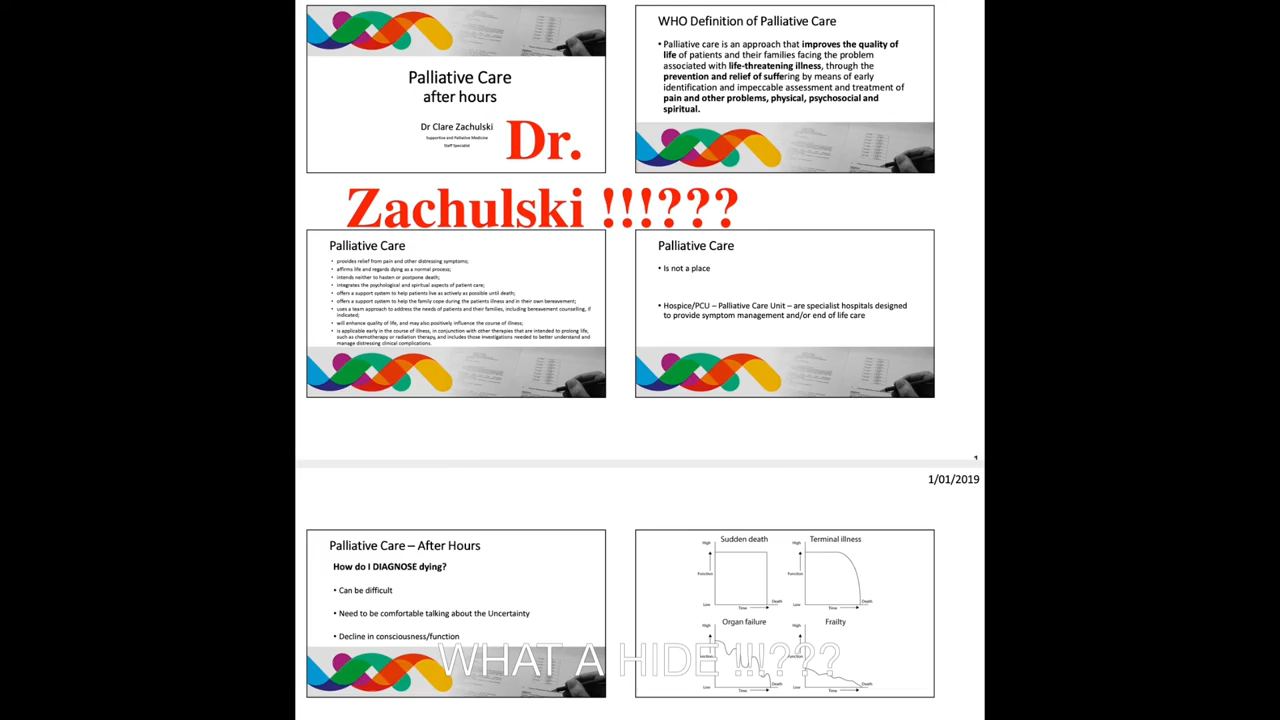 Palliative Care
after hours
Dr Clare Zachulski
Supportive and Palliative Medicine
Staff Specialist
WHO Definition of Palliative Care
• Palliative care is an approach that improves the quality of
life of patients and their families facing the problem
associated with life-threatening illness, through the
prevention and relief of suffering by means of early
identification and impeccable assessment and treatment of
pain and other problems, physical, psychosocial and
spiritual.
Dr.
Zachulski !!!???
Palliative Care
• provides relief from pain and other distressing symptoms;
• affirms life and regards dying as a normal process;
• intends neither to hasten or postpone death;
• integrates the psychological and spiritual aspects of patient care;
• offers a support system to help patients live as actively as possible until death;
• offers a support system to help the family cope during the patients illness and in their own bereavement;
• uses a team approach to address the needs of patients and their families, including bereavement counselling, if
indicated;
• will enhance quality of life, and may also positively influence the course of illness;
• is applicable early in the course of illness, in conjunction with other therapies that are intended to prolong life,
such as chemotherapy or radiation therapy, and includes those investigations needed to better understand and
manage distressing clinical complications.
Palliative Care
• Is not a place
• Hospice/PCU – Palliative Care Unit – are specialist hospitals designed
to provide symptom management and/or end of life care
1
1/01/2019
Palliative Care – After Hours
How do I DIAGNOSE dying?
• Can be difficult
• Need to be comfortable talking about the Uncertainty
• Decline in consciousness/function
Sudden death
High
Function
Low
Time
Death
Terminal illness
High
Function
Low
Time
Death
Organ failure
High
Function
Low
Time
Death
Frailty
High
Function
Low
Time
Death
WHAT A HIDE !!!???